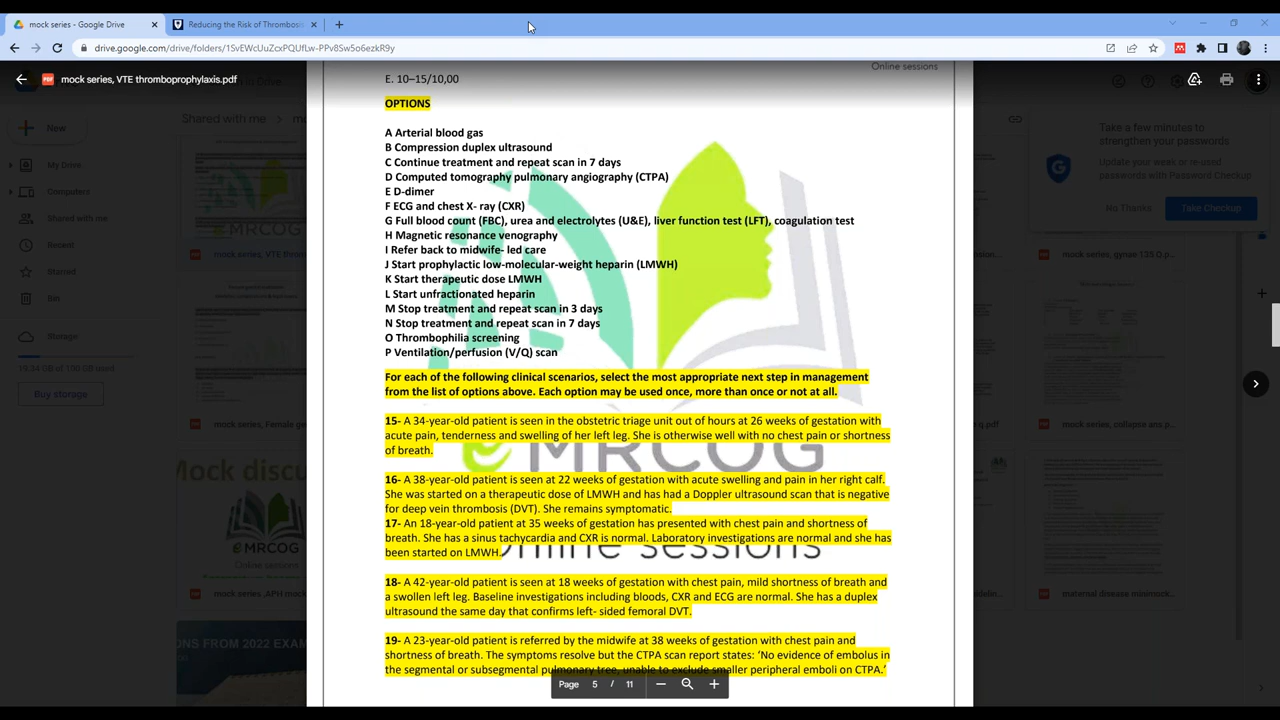 mock series - Google Drive
Reducing the Risk of Thrombosis
drive.google.com/drive/folders/1SvEWcUuZcxPQUfLw-PPv8Sw5o6ezkR9y
mock series, VTE thromboprophylaxis.pdf
Online sessions
E. 10–15/10,00
OPTIONS
A Arterial blood gas
B Compression duplex ultrasound
C Continue treatment and repeat scan in 7 days
D Computed tomography pulmonary angiography (CTPA)
E D-dimer
F ECG and chest X- ray (CXR)
G Full blood count (FBC), urea and electrolytes (U&E), liver function test (LFT), coagulation test
H Magnetic resonance venography
I Refer back to midwife- led care
J Start prophylactic low-molecular-weight heparin (LMWH)
K Start therapeutic dose LMWH
L Start unfractionated heparin
M Stop treatment and repeat scan in 3 days
N Stop treatment and repeat scan in 7 days
O Thrombophilia screening
P Ventilation/perfusion (V/Q) scan
For each of the following clinical scenarios, select the most appropriate next step in management
from the list of options above. Each option may be used once, more than once or not at all.
15- A 34-year-old patient is seen in the obstetric triage unit out of hours at 26 weeks of gestation with
acute pain, tenderness and swelling of her left leg. She is otherwise well with no chest pain or shortness
of breath.
eMRCOG
16- A 38-year-old patient is seen at 22 weeks of gestation with acute swelling and pain in her right calf.
She was started on a therapeutic dose of LMWH and has had a Doppler ultrasound scan that is negative
for deep vein thrombosis (DVT). She remains symptomatic.
17- An 18-year-old patient at 35 weeks of gestation has presented with chest pain and shortness of
breath. She has a sinus tachycardia and CXR is normal. Laboratory investigations are normal and she has
been started on LMWH.
Online sessions
18- A 42-year-old patient is seen at 18 weeks of gestation with chest pain, mild shortness of breath and
a swollen left leg. Baseline investigations including bloods, CXR and ECG are normal. She has a duplex
ultrasound the same day that confirms left- sided femoral DVT.
19- A 23-year-old patient is referred by the midwife at 38 weeks of gestation with chest pain and
shortness of breath. The symptoms resolve but the CTPA scan report states: ‘No evidence of embolus in
the segmental or subsegmental pulmonary tree, unable to exclude smaller peripheral emboli on CTPA.’
Page 5 / 11
New
My Drive
Computers
Shared with me
Recent
Starred
Bin
Storage
Buy storage
Shared with me
mock series, VTE
mock series, Female
mock series, APH mock
eMRCOG
Online sessions
Mock discu
NS FROM 2022 EXAM
Take a few minutes to
strengthen your passwords
Update your week or re-used
passwords with Password Checkup
No Thanks
Take Checkup
mock series, gynae 135 Q.p
mock series, collapse ans.p
maternal disease minimock